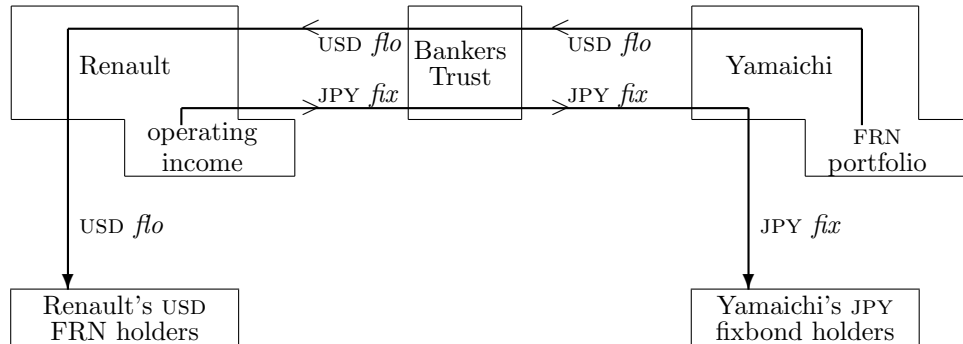 USD flo
USD flo
Renault
Bankers
Trust
Yamaichi
JPY fix
JPY fix
operating
income
FRN
portfolio
USD flo
JPY fix
Renault's USD
FRN holders
Yamaichi's JPY
fixbond holders